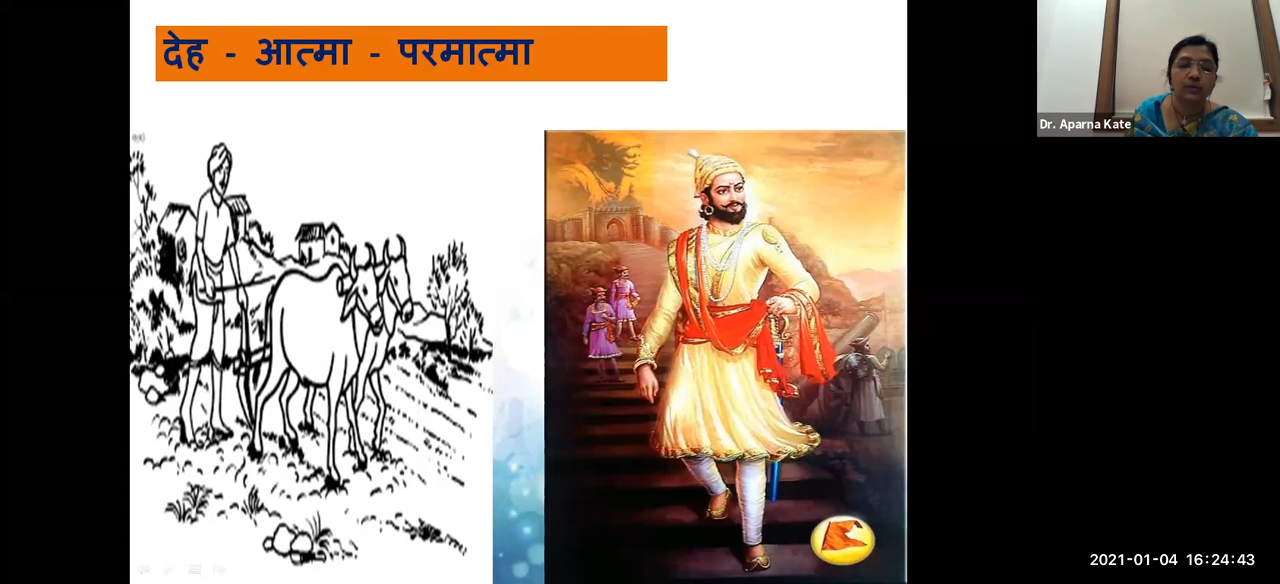 देह - आत्मा - परमात्मा
Dr. Aparna Kate
2021-01-04 16:24:43